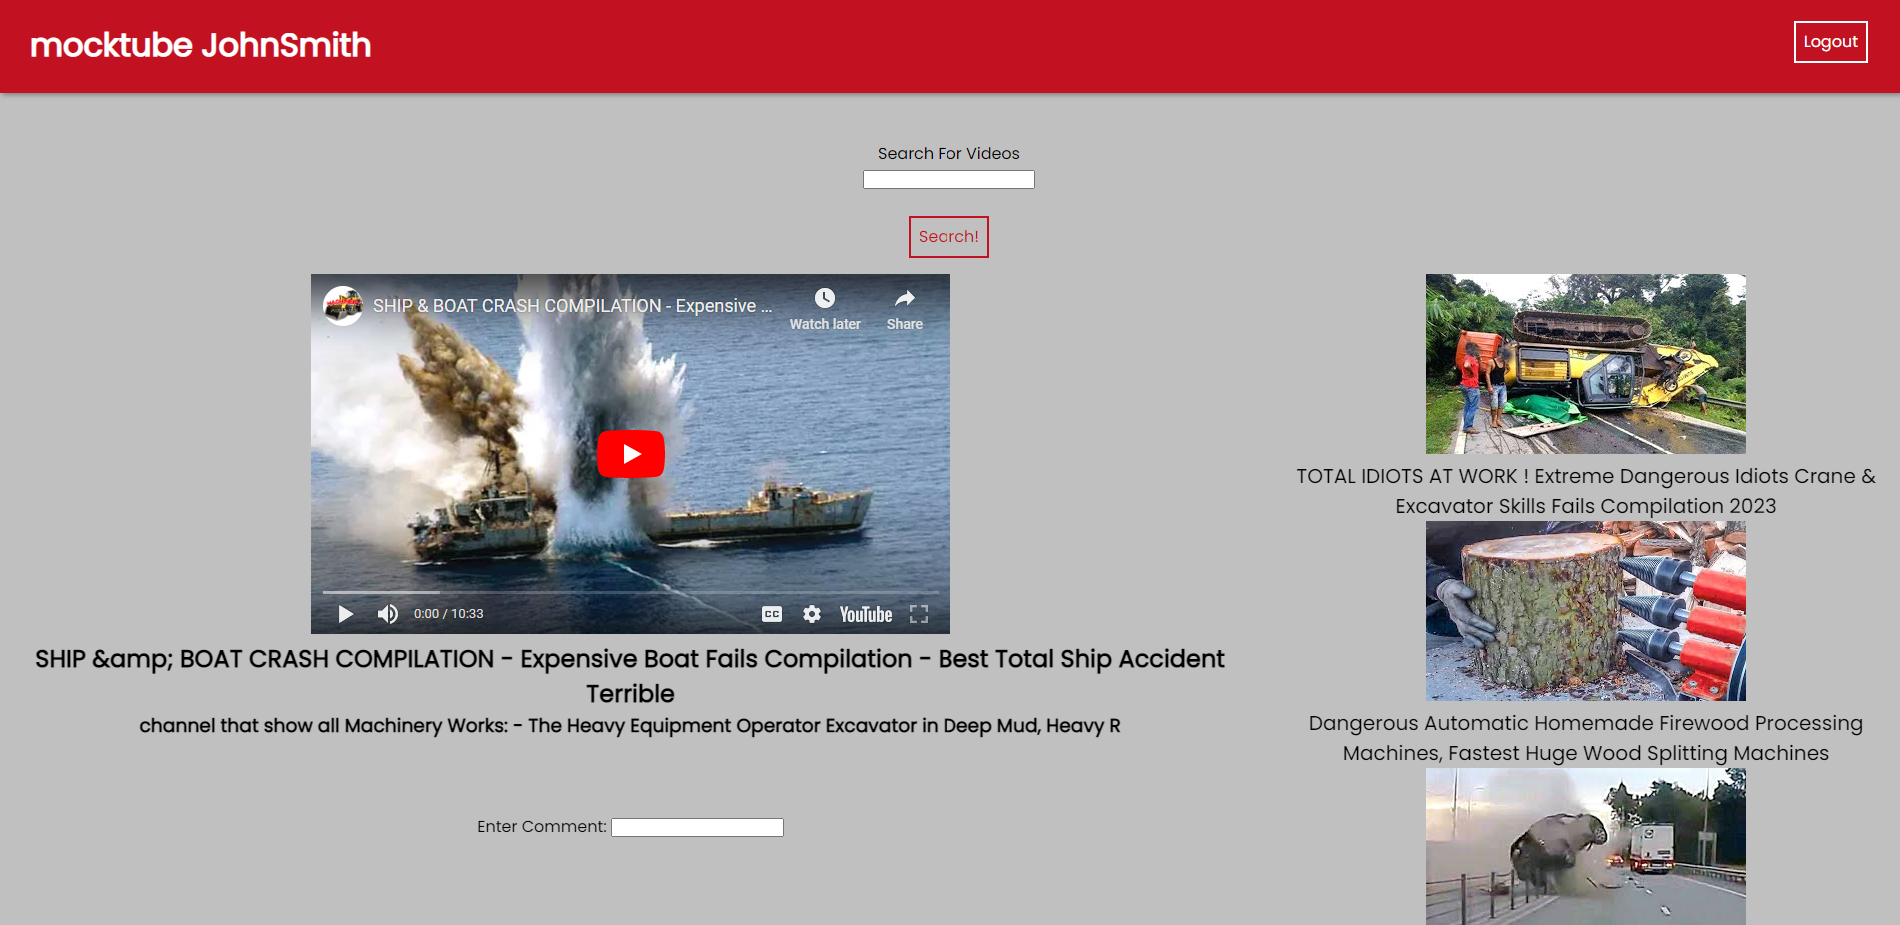 mocktube JohnSmith
Logout
Search For Videos
Search!
SHIP & BOAT CRASH COMPILATION - Expensive ...
Watch later
Share
0:00 / 10:33
CC
YouTube
SHIP &amp; BOAT CRASH COMPILATION - Expensive Boat Fails Compilation - Best Total Ship Accident
Terrible
channel that show all Machinery Works: - The Heavy Equipment Operator Excavator in Deep Mud, Heavy R
Enter Comment:
TOTAL IDIOTS AT WORK ! Extreme Dangerous Idiots Crane &
Excavator Skills Fails Compilation 2023
Dangerous Automatic Homemade Firewood Processing
Machines, Fastest Huge Wood Splitting Machines